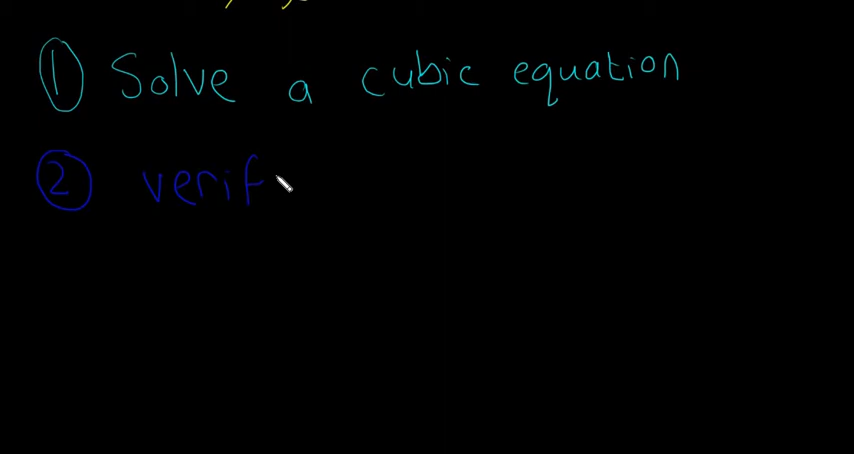 ① Solve a cubic equation
② verif